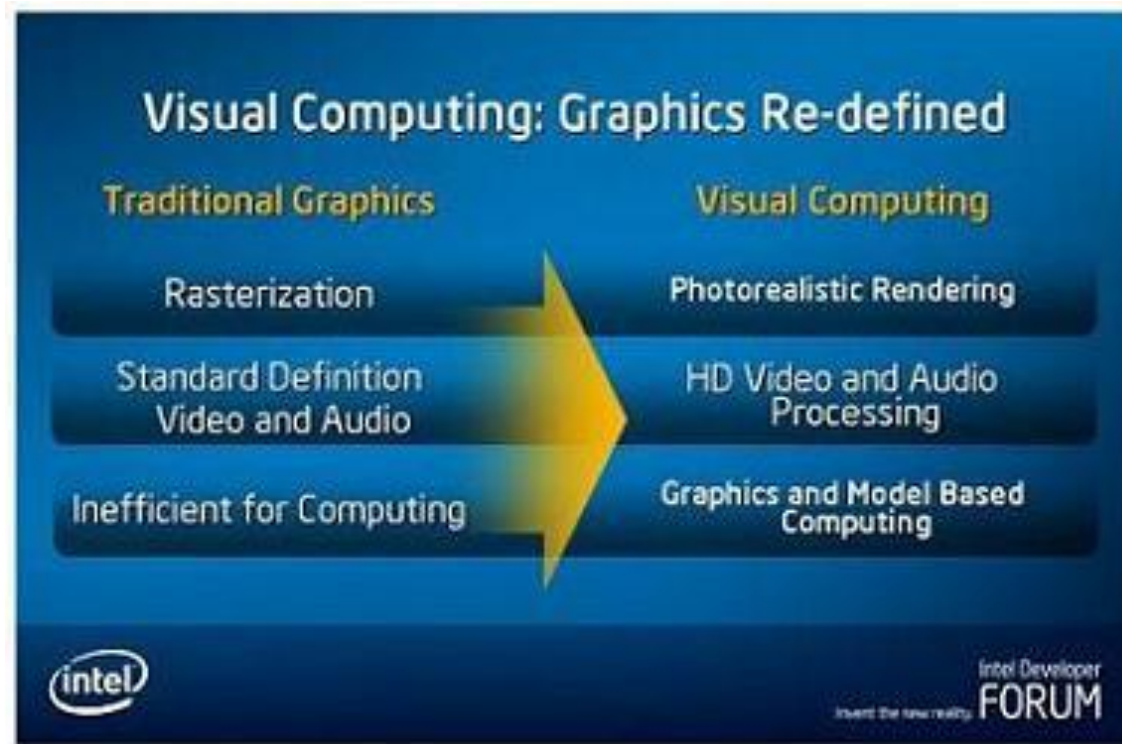 Visual Computing: Graphics Re-defined
Traditional Graphics
Visual Computing
Rasterization
Photorealistic Rendering
Standard Definition
Video and Audio
HD Video and Audio
Processing
Inefficient for Computing
Graphics and Model Based
Computing
intel
Intel Developer
Invent the new reality. FORUM